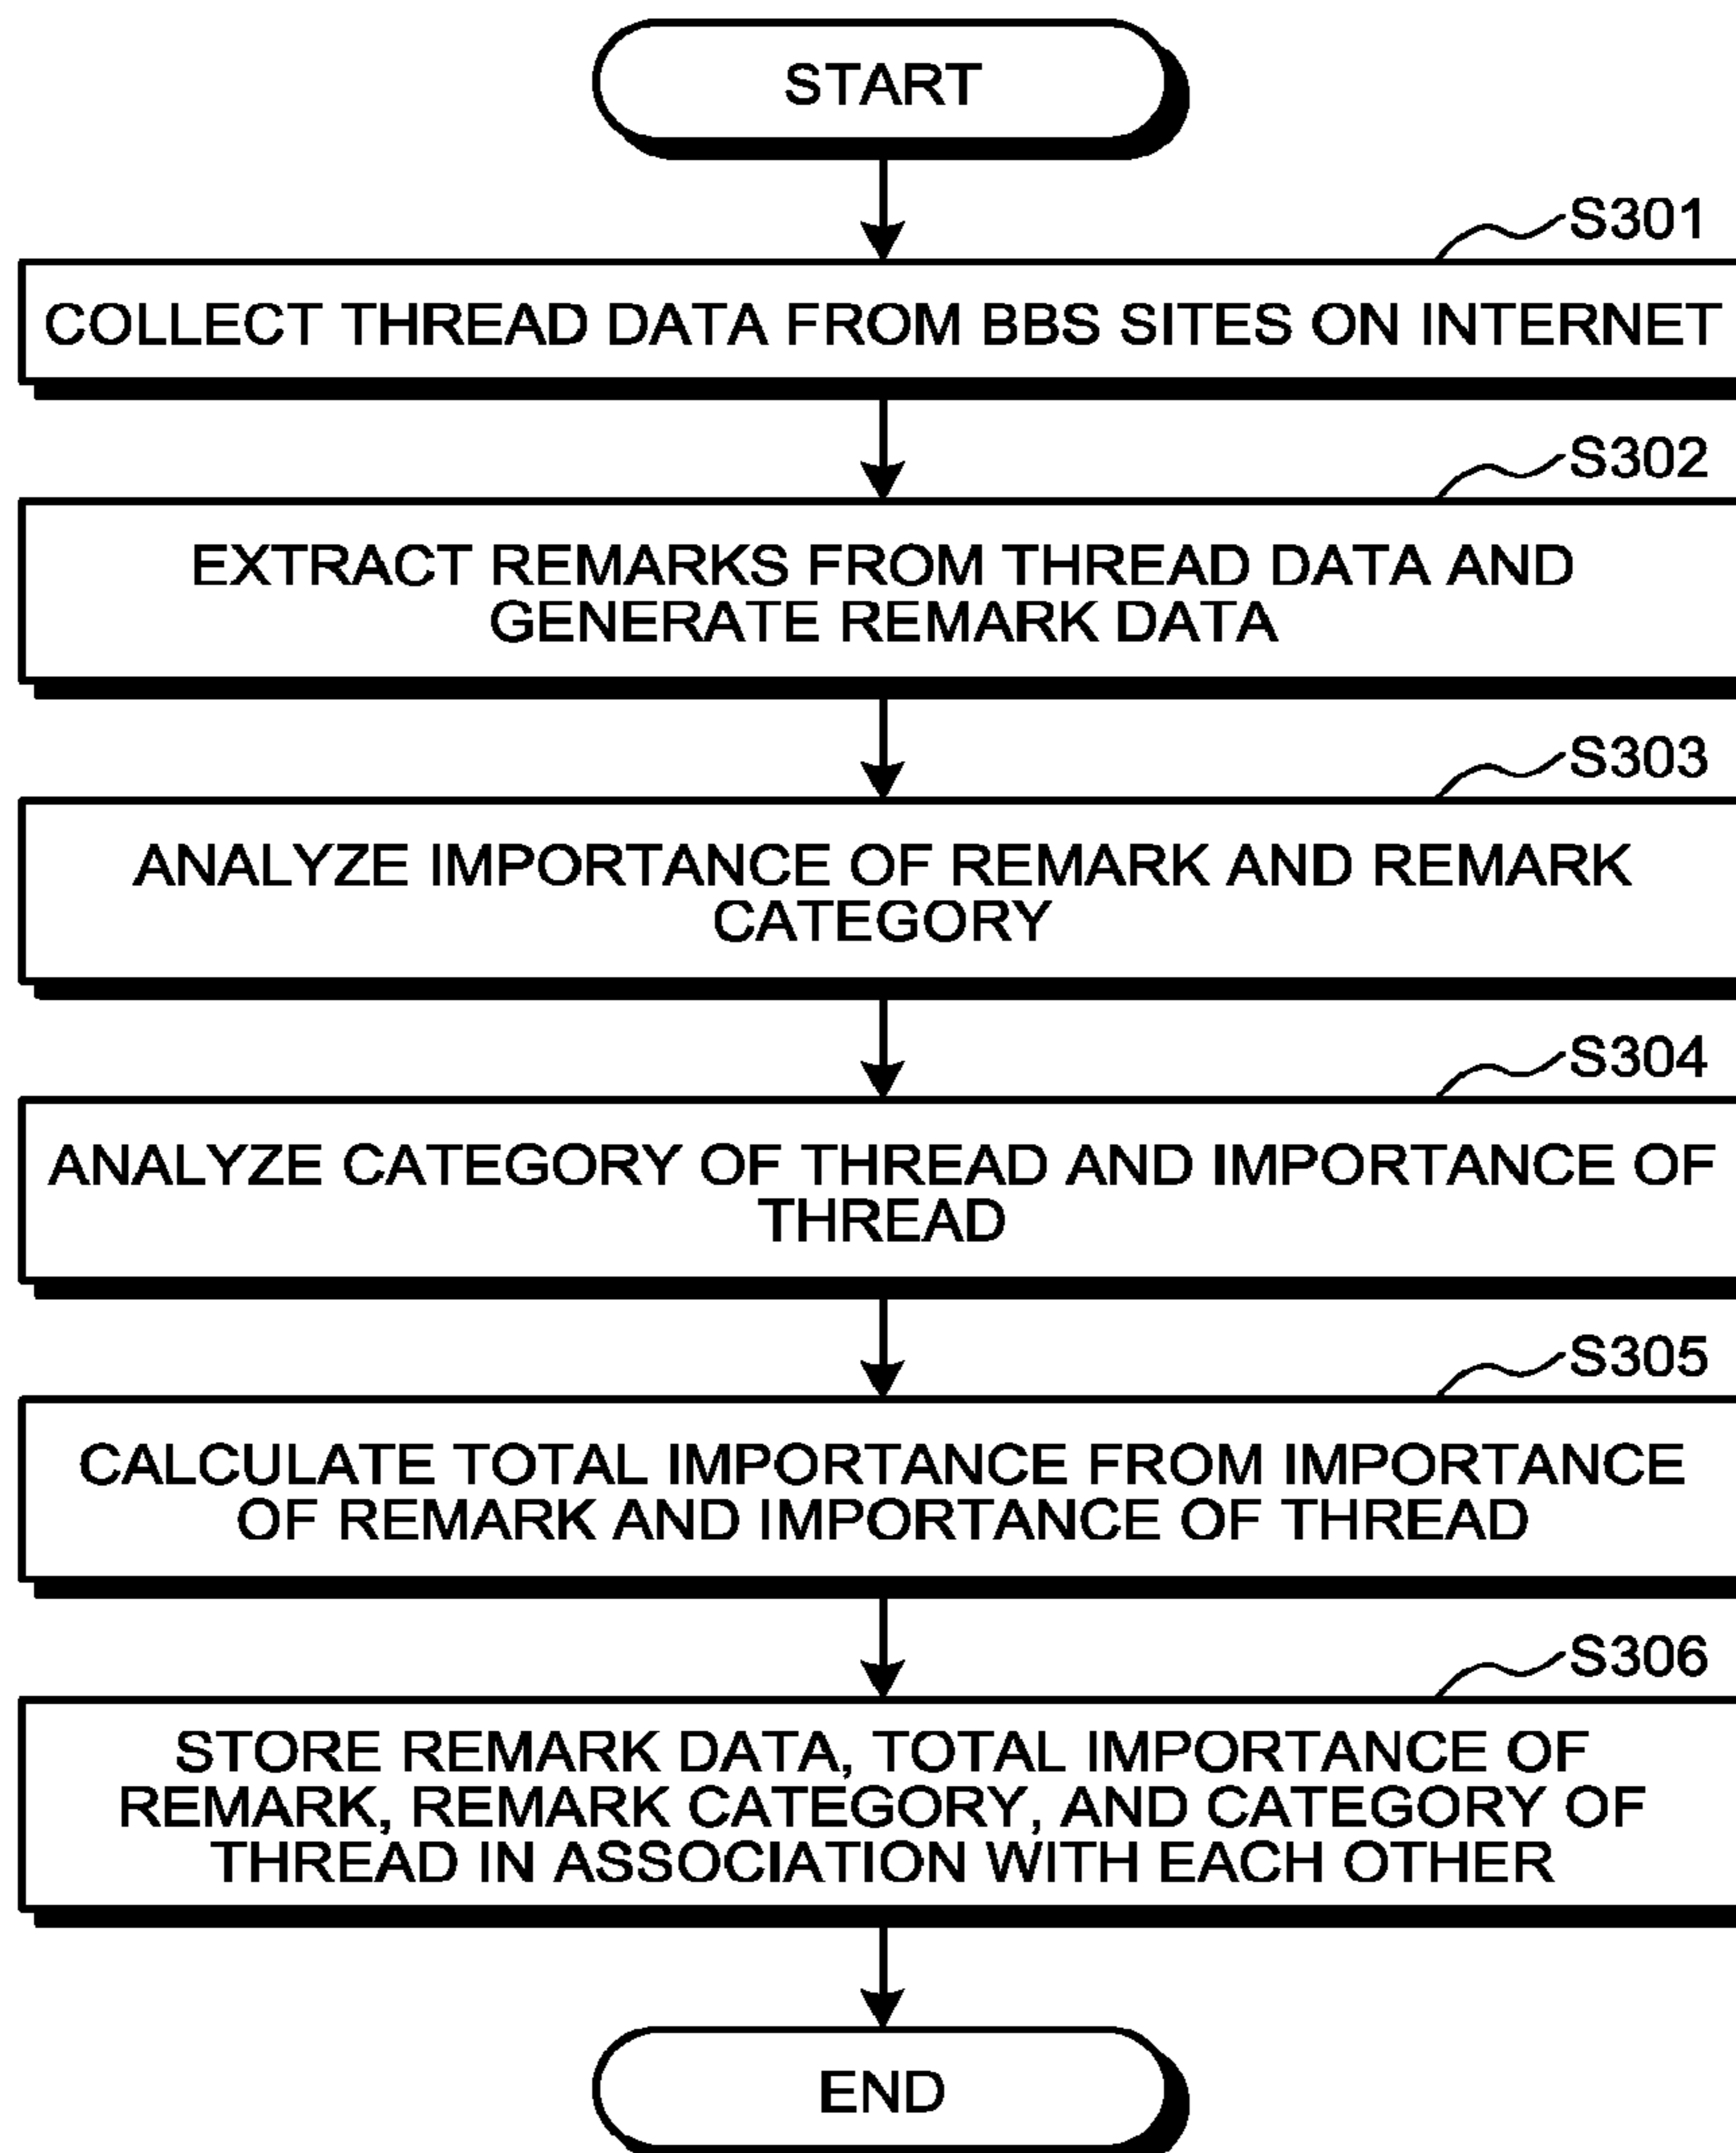 START
S301
COLLECT THREAD DATA FROM BBS SITES ON INTERNET
S302
EXTRACT REMARKS FROM THREAD DATA AND
GENERATE REMARK DATA
S303
ANALYZE IMPORTANCE OF REMARK AND REMARK
CATEGORY
S304
ANALYZE CATEGORY OF THREAD AND IMPORTANCE OF
THREAD
S305
CALCULATE TOTAL IMPORTANCE FROM IMPORTANCE
OF REMARK AND IMPORTANCE OF THREAD
S306
STORE REMARK DATA, TOTAL IMPORTANCE OF
REMARK, REMARK CATEGORY, AND CATEGORY OF
THREAD IN ASSOCIATION WITH EACH OTHER
END